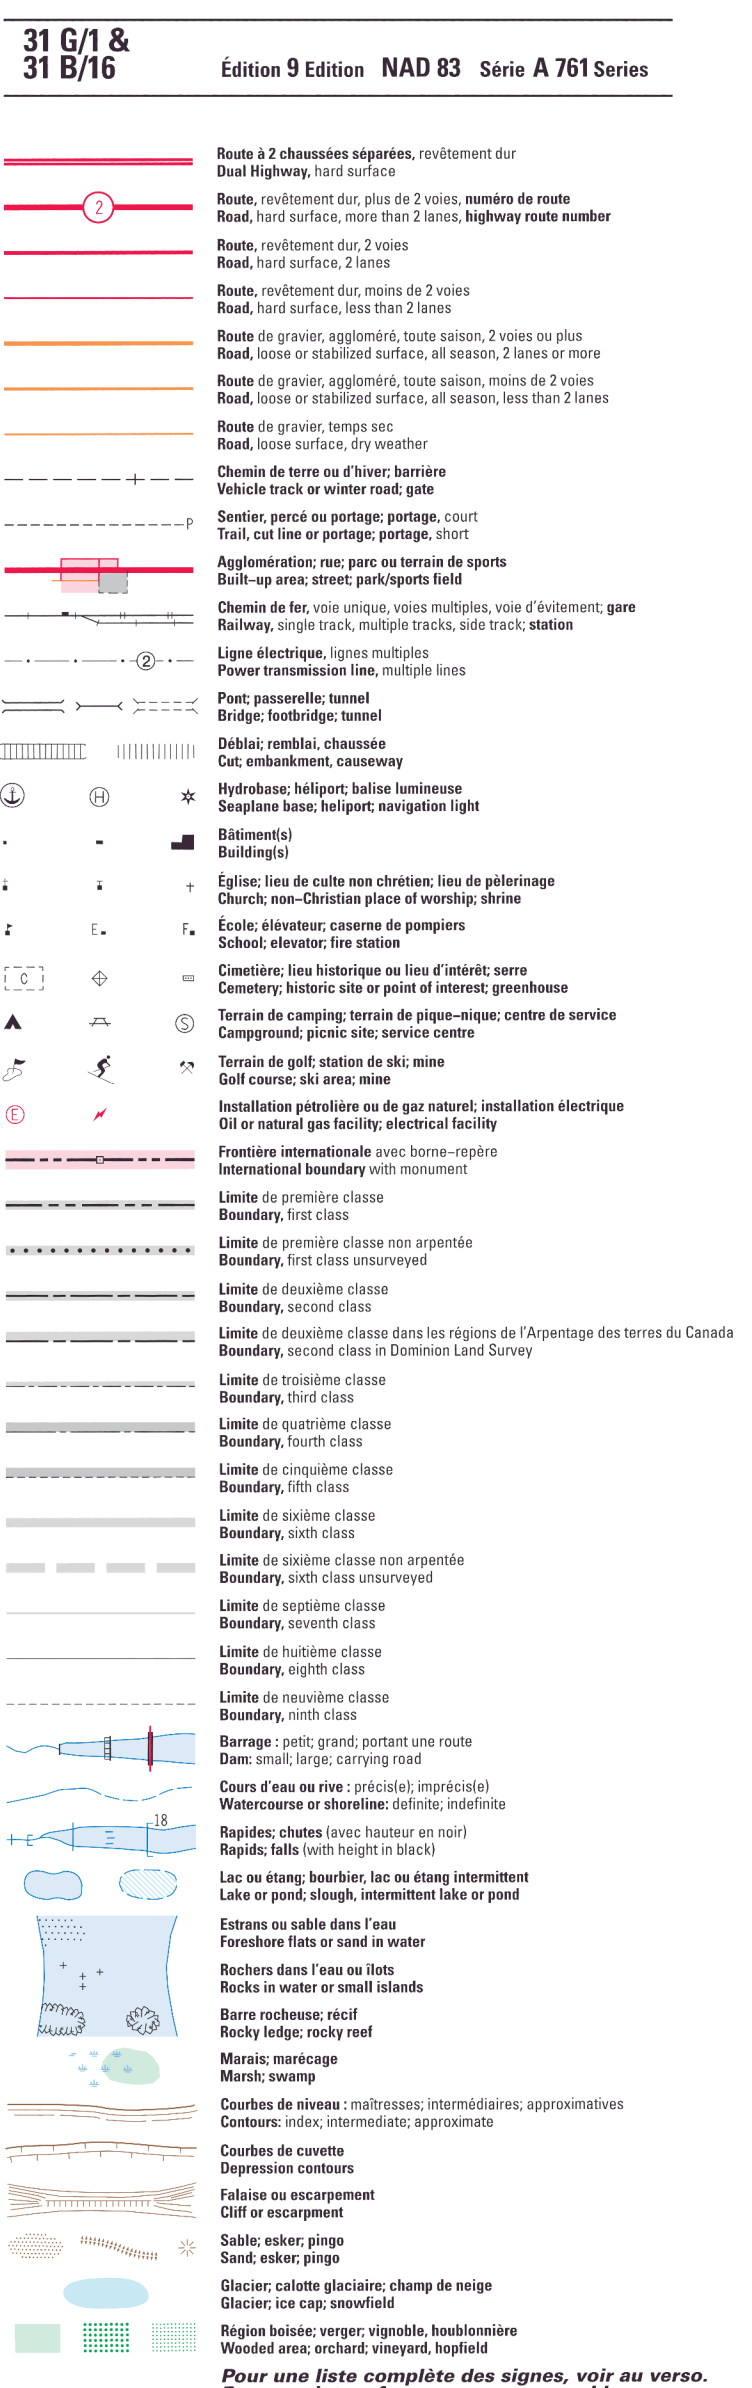 31 G/1 &
31 B/16
Édition 9 Edition NAD 83 Série A 761 Series
Route à 2 chaussées séparées, revêtement dur
Dual Highway, hard surface
2
Route, revêtement dur, plus de 2 voies, numéro de route
Road, hard surface, more than 2 lanes, highway route number
Route, revêtement dur, 2 voies
Road, hard surface, 2 lanes
Route, revêtement dur, moins de 2 voies
Road, hard surface, less than 2 lanes
Route de gravier, aggloméré, toute saison, 2 voies ou plus
Road, loose or stabilized surface, all season, 2 lanes or more
Route de gravier, aggloméré, toute saison, moins de 2 voies
Road, loose or stabilized surface, all season, less than 2 lanes
Route de gravier, temps sec
Road, loose surface, dry weather
Chemin de terre ou d'hiver; barrière
Vehicle track or winter road; gate
P
Sentier, percé ou portage; portage, court
Trail, cut line or portage; portage, short
Agglomération; rue; parc ou terrain de sports
Built-up area; street; park/sports field
Chemin de fer, voie unique, voies multiples, voie d'évitement; gare
Railway, single track, multiple tracks, side track; station
2
Ligne électrique, lignes multiples
Power transmission line, multiple lines
Pont; passerelle; tunnel
Bridge; footbridge; tunnel
Déblai; remblai, chaussée
Cut; embankment, causeway
H
Hydrobase; héliport; balise lumineuse
Seaplane base; heliport; navigation light
Bâtiment(s)
Building(s)
Église; lieu de culte non chrétien; lieu de pèlerinage
Church; non-Christian place of worship; shrine
E F
École; élévateur; caserne de pompiers
School; elevator; fire station
C
Cimetière; lieu historique ou lieu d'intérêt; serre
Cemetery; historic site or point of interest; greenhouse
S
Terrain de camping; terrain de pique-nique; centre de service
Campground; picnic site; service centre
Terrain de golf; station de ski; mine
Golf course; ski area; mine
E
Installation pétrolière ou de gaz naturel; installation électrique
Oil or natural gas facility; electrical facility
Frontière internationale avec borne-repère
International boundary with monument
Limite de première classe
Boundary, first class
Limite de première classe non arpentée
Boundary, first class unsurveyed
Limite de deuxième classe
Boundary, second class
Limite de deuxième classe dans les régions de l'Arpentage des terres du Canada
Boundary, second class in Dominion Land Survey
Limite de troisième classe
Boundary, third class
Limite de quatrième classe
Boundary, fourth class
Limite de cinquième classe
Boundary, fifth class
Limite de sixième classe
Boundary, sixth class
Limite de sixième classe non arpentée
Boundary, sixth class unsurveyed
Limite de septième classe
Boundary, seventh class
Limite de huitième classe
Boundary, eighth class
Limite de neuvième classe
Boundary, ninth class
Barrage : petit; grand; portant une route
Dam: small; large; carrying road
Cours d'eau ou rive : précis(e); imprécis(e)
Watercourse or shoreline: definite; indefinite
18
Rapides; chutes (avec hauteur en noir)
Rapids; falls (with height in black)
Lac ou étang; bourbier, lac ou étang intermittent
Lake or pond; slough, intermittent lake or pond
Estrans ou sable dans l'eau
Foreshore flats or sand in water
Rochers dans l'eau ou îlots
Rocks in water or small islands
Barre rocheuse; récif
Rocky ledge; rocky reef
Marais; marécage
Marsh; swamp
Courbes de niveau : maîtresses; intermédiaires; approximatives
Contours: index; intermediate; approximate
Courbes de cuvette
Depression contours
Falaise ou escarpement
Cliff or escarpment
Sable; esker; pingo
Sand; esker; pingo
Glacier; calotte glaciaire; champ de neige
Glacier; ice cap; snowfield
Région boisée; verger; vignoble, houblonnière
Wooded area; orchard; vineyard, hopfield
Pour une liste complète des signes, voir au verso.